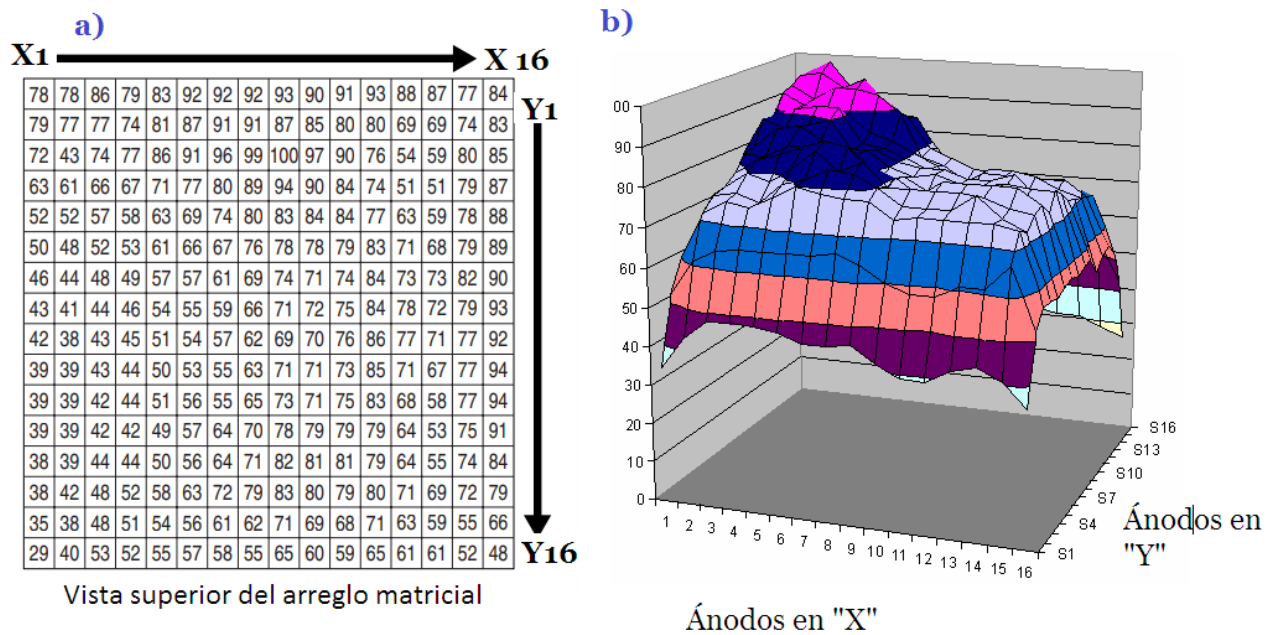 a)
X1 X 16
Y1
78 78 86 79 83 92 92 92 93 90 91 93 88 87 77 84
79 77 77 74 81 87 91 91 87 85 80 80 69 69 74 83
72 43 74 77 86 91 96 99 100 97 90 76 54 59 80 85
63 61 66 67 71 77 80 89 94 90 84 74 51 51 79 87
52 52 57 58 63 69 74 80 83 84 84 77 63 59 78 88
50 48 52 53 61 66 67 76 78 78 79 83 71 68 79 89
46 44 48 49 57 57 61 69 74 71 74 84 73 73 82 90
43 41 44 46 54 55 59 66 71 72 75 84 78 72 79 93
42 38 43 45 51 54 57 62 69 70 76 86 77 71 77 92
39 39 43 44 50 53 55 63 71 71 73 85 71 67 77 94
39 39 42 44 51 56 55 65 73 71 75 83 68 58 77 94
39 39 42 42 49 57 64 70 78 79 79 79 64 53 75 91
38 39 44 44 50 56 64 71 82 81 81 79 64 55 74 84
38 42 48 52 58 63 72 79 83 80 79 80 71 69 72 79
35 38 48 51 54 56 61 62 71 69 68 71 63 59 55 66
29 40 53 52 55 57 58 55 65 60 59 65 61 61 52 48
Y16
Vista superior del arreglo matricial
b)
00
90
80
70
60
50
40
30
20
10
0
1 2 3 4 5 6 7 8 9 10 11 12 13 14 15 16
S16
S13
S10
S7
S4
S1
Ánodos en
"Y"
Ánodos en "X"